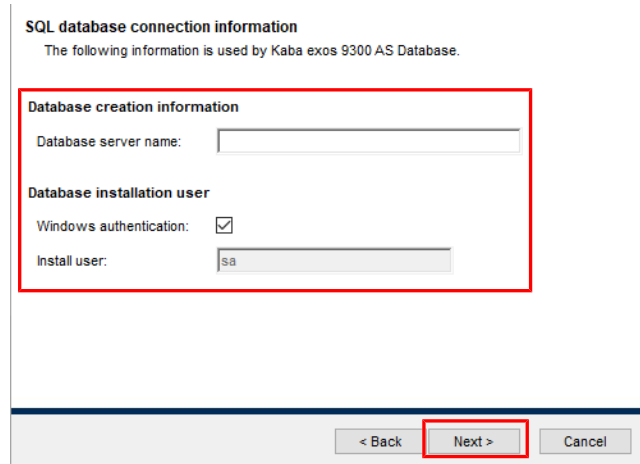 SQL database connection information
The following information is used by Kaba exos 9300 AS Database.
Database creation information
Database server name:
Database installation user
Windows authentication:
Install user: sa
< Back Next > Cancel